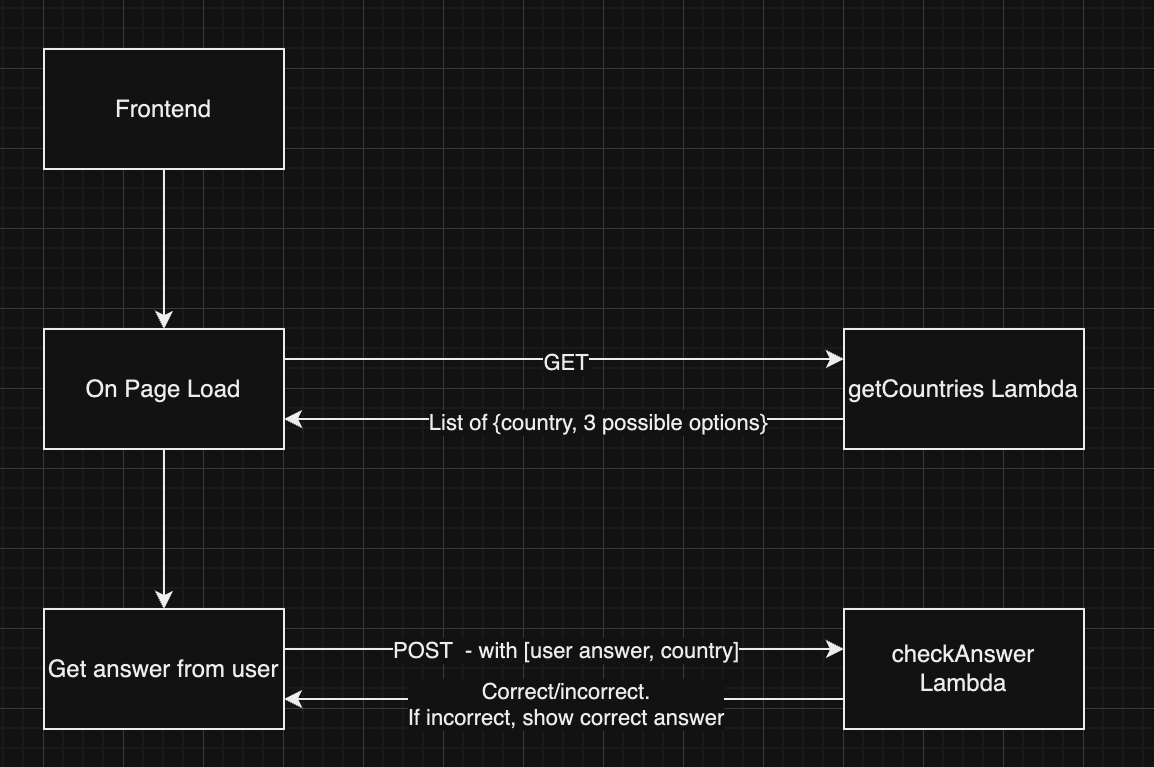 Frontend
On Page Load
GET
List of {country, 3 possible options}
getCountries Lambda
Get answer from user
POST  - with [user answer, country]
Correct/incorrect.
If incorrect, show correct answer
checkAnswer
Lambda